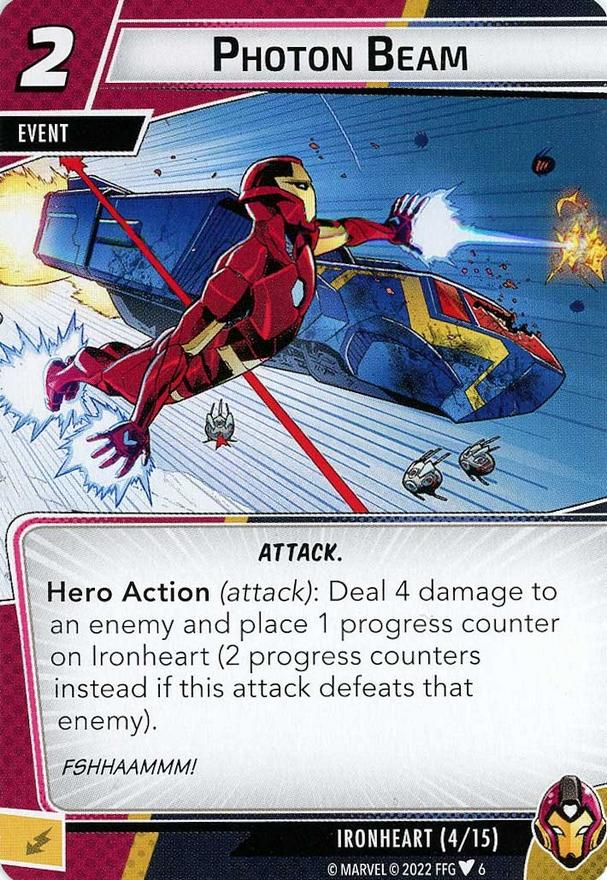 2
PHOTON BEAM
EVENT
ATTACK.
Hero Action (attack): Deal 4 damage to
an enemy and place 1 progress counter
on Ironheart (2 progress counters
instead if this attack defeats that
enemy).
FSHHAAMMM!
IRONHEART (4/15)
© MARVEL © 2022 FFG 6